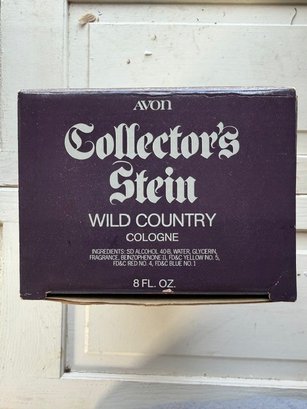 AVON
Collector's
Stein
WILD COUNTRY
COLOGNE
INGREDIENTS: SD ALCOHOL 40-B, WATER, GLYCERIN,
FRAGRANCE, BENZOPHENONE-11, FD&C YELLOW NO. 5,
FD&C RED NO. 4, FD&C BLUE NO. 1
8 FL. OZ.